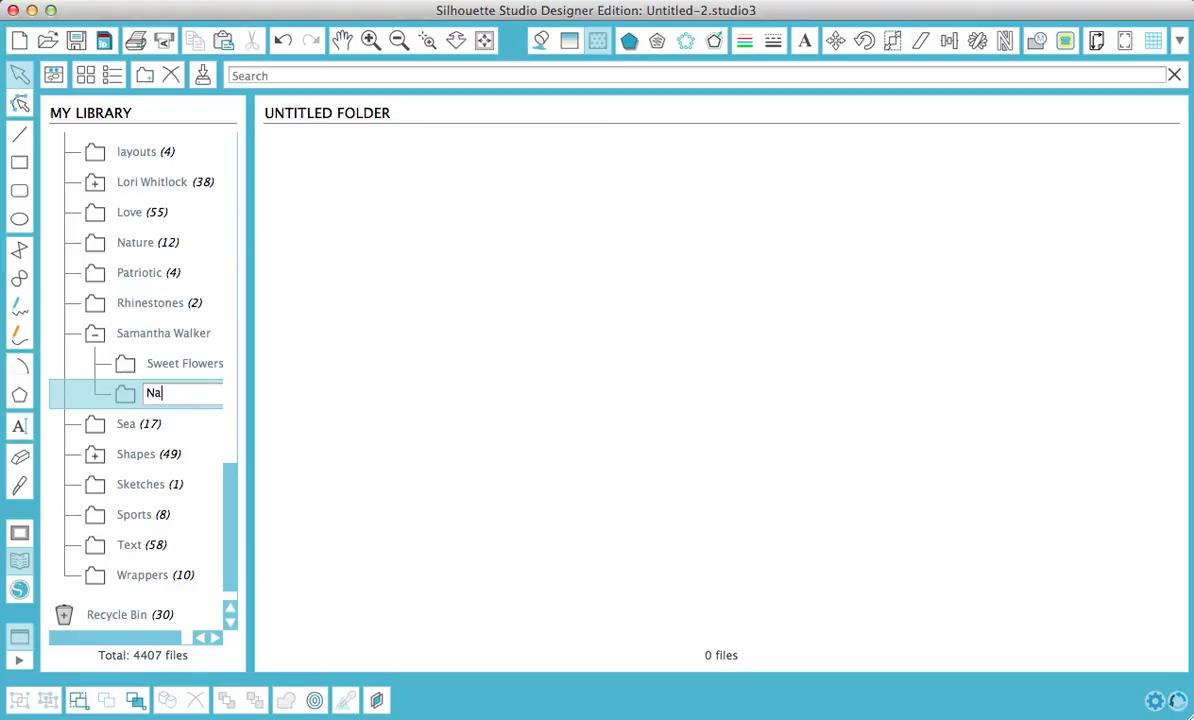 Silhouette Studio Designer Edition: Untitled-2.studio3
A
Search
MY LIBRARY
UNTITLED FOLDER
layouts (4)
Lori Whitlock (38)
Love (55)
Nature (12)
Patriotic (4)
Rhinestones (2)
Samantha Walker
Sweet Flowers
Na
Sea (17)
Shapes (49)
Sketches (1)
Sports (8)
Text (58)
Wrappers (10)
Recycle Bin (30)
Total: 4407 files
0 files
A